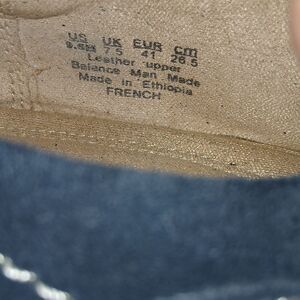 US UK EUR cm
9.5M 7.5 41 26.5
Leather upper
Balance Man Made
Made in Ethiopia
FRENCH